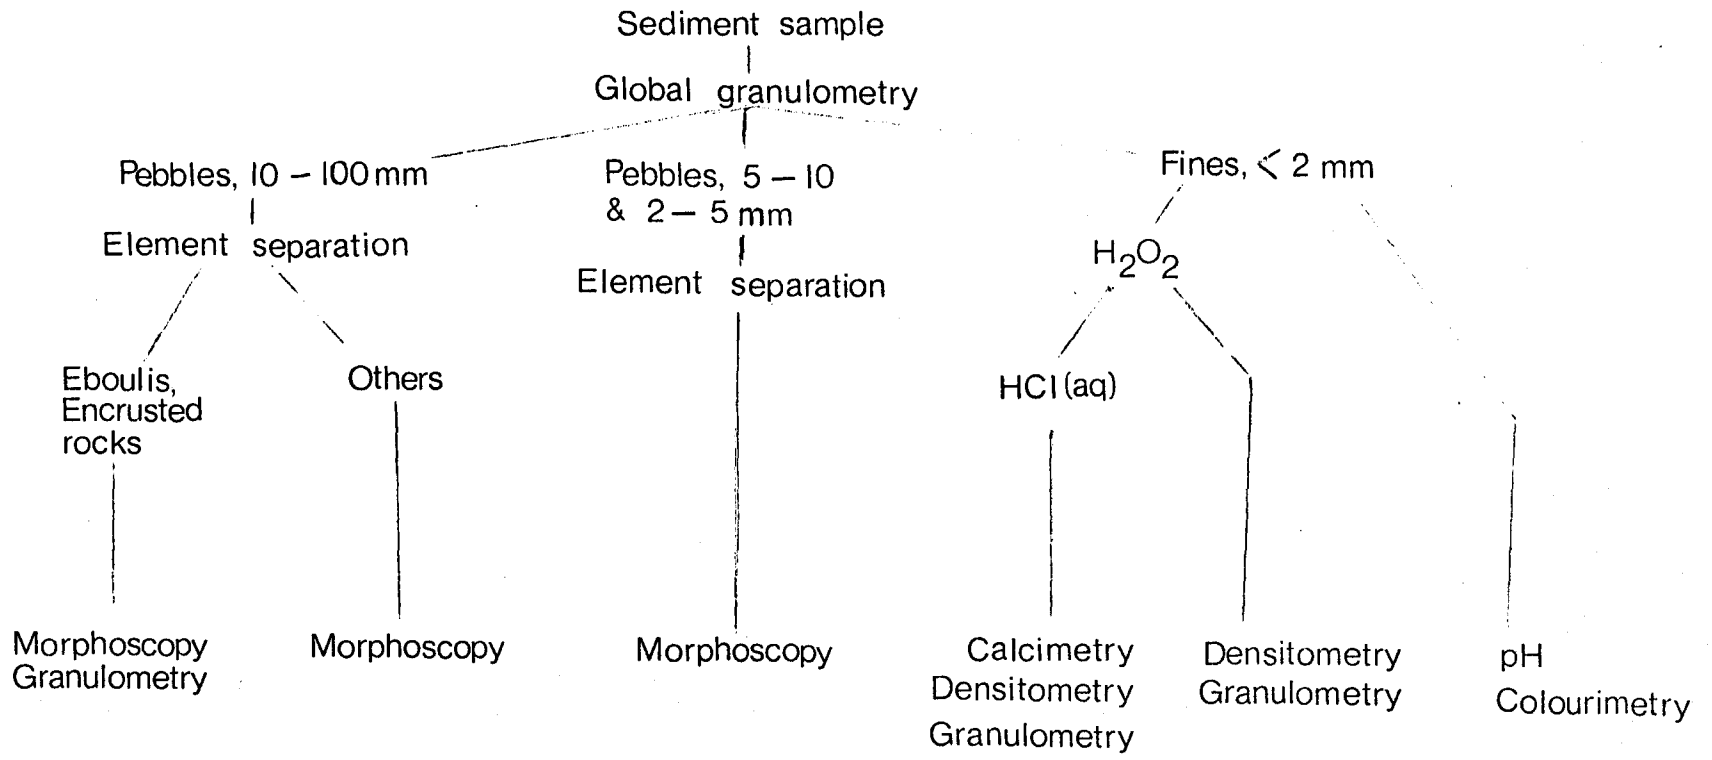 Sediment sample
Global granulometry
Pebbles, 10 – 100 mm
Pebbles, 5 – 10
& 2 – 5 mm
Fines, < 2 mm
Element separation
Element separation
H2O2
Eboulis,
Encrusted
rocks
Others
HCl (aq)
Morphoscopy
Granulometry
Morphoscopy
Morphoscopy
Calcimetry
Densitometry
Granulometry
Densitometry
Granulometry
pH
Colourimetry